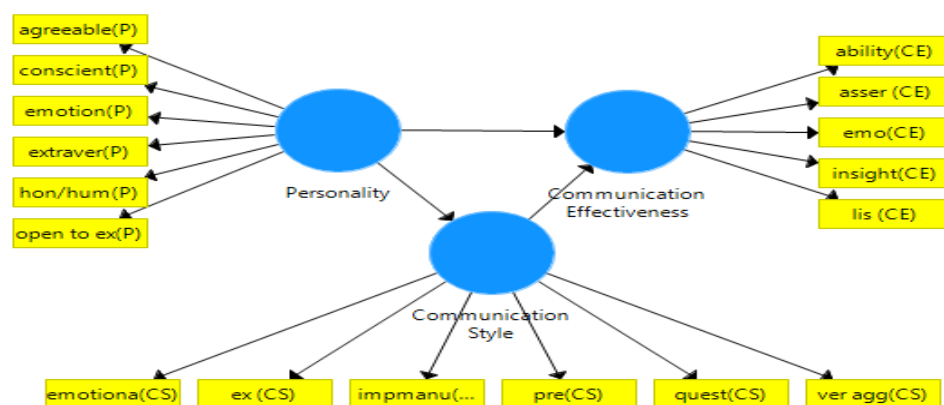 agreeable(P)
conscient(P)
emotion(P)
extraver(P)
hon/hum(P)
open to ex(P)
Personality
ability(CE)
asser (CE)
emo(CE)
insight(CE)
lis (CE)
Communication
Effectiveness
Communication
Style
emotiona(CS)
ex (CS)
impmanu(...
pre(CS)
quest(CS)
ver agg(CS)